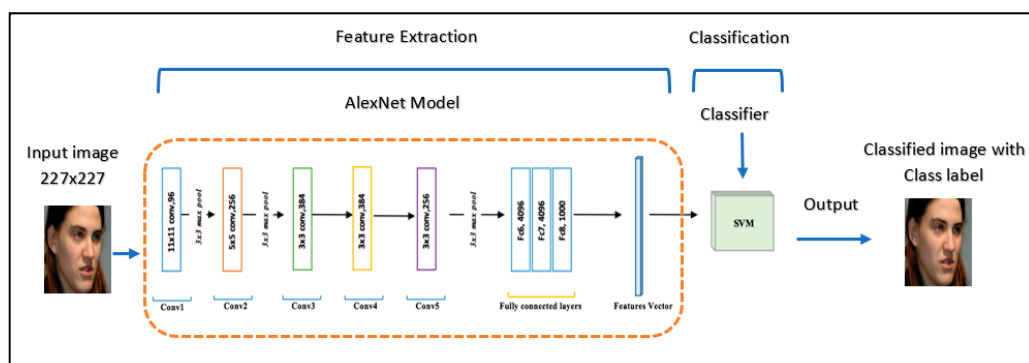 Feature Extraction
Classification
AlexNet Model
Classifier
Input image
227x227
Classified image with
Class label
11x11 conv,96
3x3 max pool
5x5 conv,256
3x3 max pool
3x3 conv,384
3x3 conv,384
3x3 conv,256
3x3 max pool
Fc6, 4096
Fc7, 4096
Fc8, 1000
SVM
Output
Conv1
Conv2
Conv3
Conv4
Conv5
Fully connected layers
Features Vector